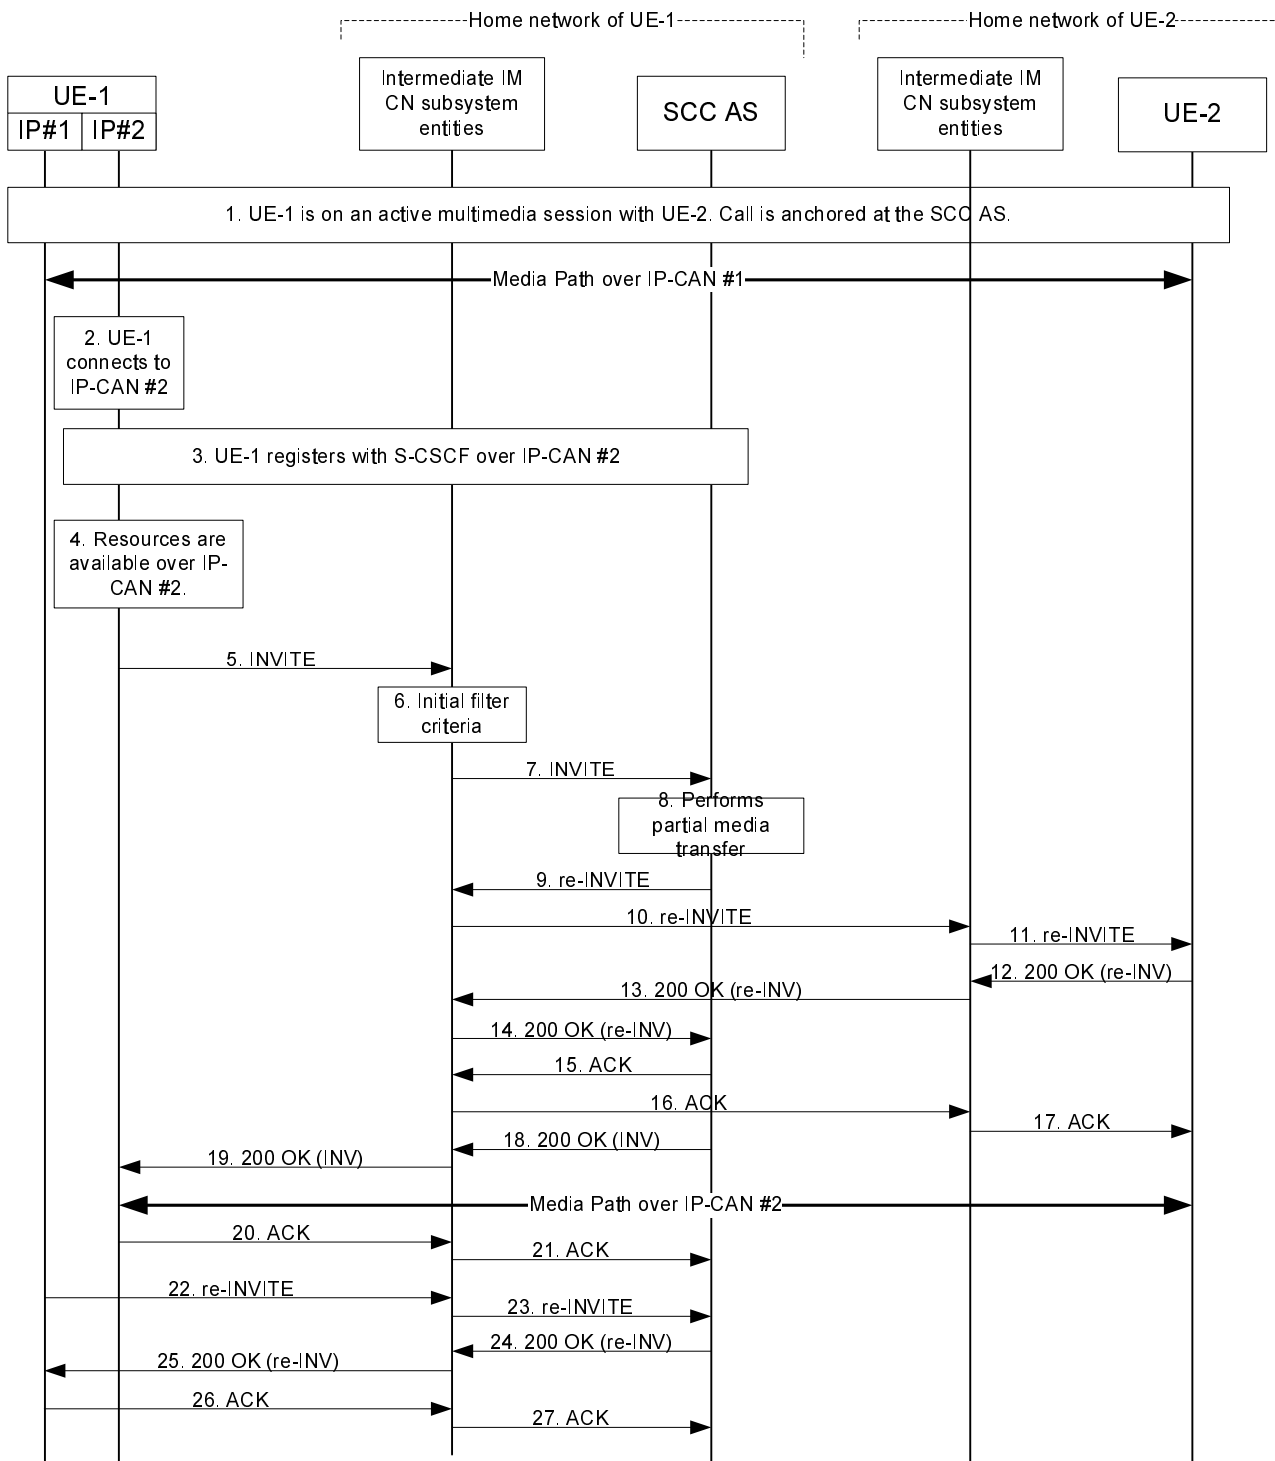 Home network of UE-1
Home network of UE-2
UE-1
IP#1
IP#2
Intermediate IM
CN subsystem
entities
SCC AS
Intermediate IM
CN subsystem
entities
UE-2
1. UE-1 is on an active multimedia session with UE-2. Call is anchored at the SCC AS.
Media Path over IP-CAN #1
2. UE-1
connects to
IP-CAN #2
3. UE-1 registers with S-CSCF over IP-CAN #2
4. Resources are
available over IP-
CAN #2.
5. INVITE
6. Initial filter
criteria
7. INVITE
8. Performs
partial media
transfer
9. re-INVITE
10. re-INVITE
11. re-INVITE
12. 200 OK (re-INV)
13. 200 OK (re-INV)
14. 200 OK (re-INV)
15. ACK
16. ACK
17. ACK
18. 200 OK (INV)
19. 200 OK (INV)
Media Path over IP-CAN #2
20. ACK
21. ACK
22. re-INVITE
23. re-INVITE
24. 200 OK (re-INV)
25. 200 OK (re-INV)
26. ACK
27. ACK